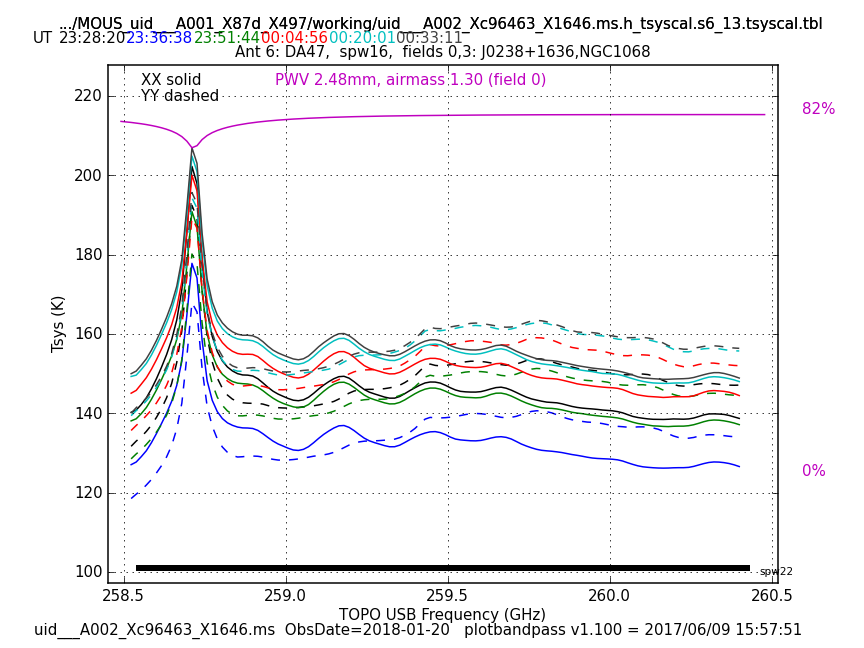 .../MOUS_uid___A001_X87d_X497/working/uid___A002_Xc96463_X1646.ms.h_tsyscal.s6_13.tsyscal.tbl
UT 23:28:20 23:36:38 23:51:44 00:04:56 00:20:01 00:33:11
Ant 6: DA47, spw16, fields 0,3: J0238+1636,NGC1068
XX solid PWV 2.48mm, airmass 1.30 (field 0)
YY dashed
82%
0%
220
200
180
160
140
120
100
Tsys (K)
spw22
258.5 259.0 259.5 260.0 260.5
TOPO USB Frequency (GHz)
uid___A002_Xc96463_X1646.ms ObsDate=2018-01-20 plotbandpass v1.100 = 2017/06/09 15:57:51